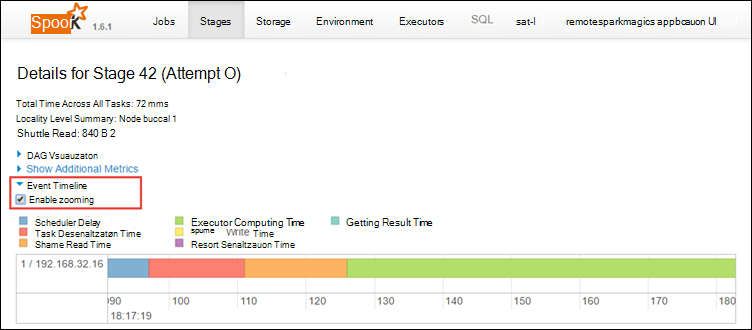 Spook 1.6.1 Jobs Stages Storage Environment Executors SQL sat-l remotesparkmagics appbcauon UI
Details for Stage 42 (Attempt O)
Total Time Across All Tasks: 72 mms
Locality Level Summary: Node buccal 1
Shuttle Read: 840 B 2
DAG Vsuauzaton
Show Additional Metrics
Event Timeline
Enable zooming
Scheduler Delay Executor Computing Time Getting Result Time
Task Desenaltzatøn Time spume Write Time
Shame Read Time Resort Senaltzauon Time
1 / 192.168.32.16
090 100 110 120 130 140 150 160 170 180
18:17:19